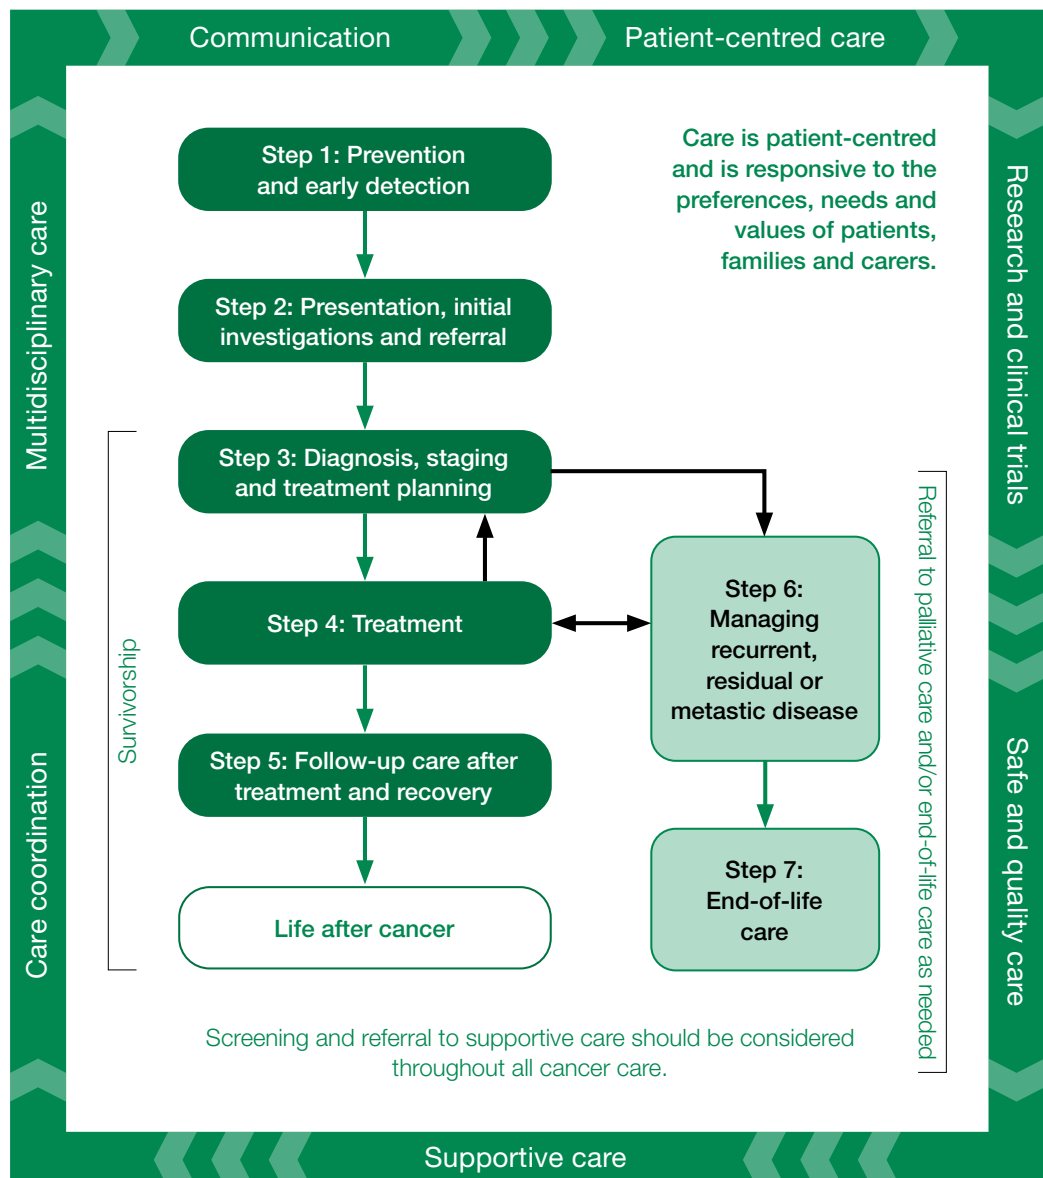 Communication
Patient-centred care
Care is patient-centred
and is responsive to the
preferences, needs and
values of patients,
families and carers.
Step 1: Prevention
and early detection
Step 2: Presentation, initial
investigations and referral
Step 3: Diagnosis, staging
and treatment planning
Step 4: Treatment
Step 5: Follow-up care after
treatment and recovery
Life after cancer
Step 6:
Managing
recurrent,
residual or
metastic disease
Step 7:
End-of-life
care
Survivorship
Referral to palliative care and/or end-of-life care as needed
Screening and referral to supportive care should be considered
throughout all cancer care.
Multidisciplinary care
Care coordination
Research and clinical trials
Safe and quality care
Supportive care